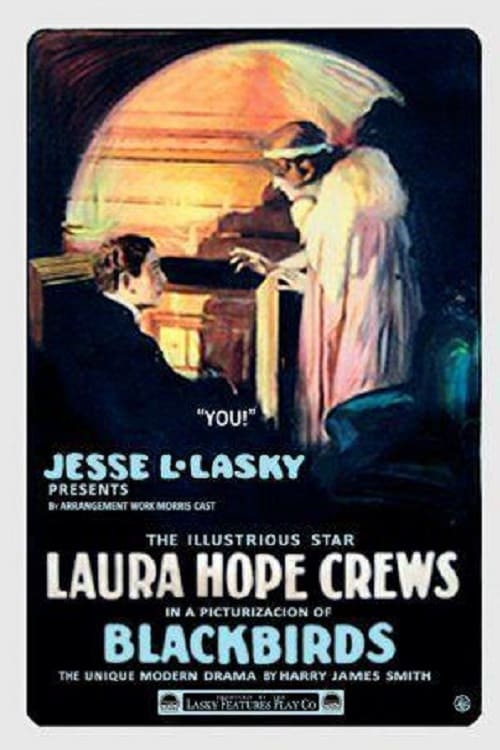 "YOU!"
JESSE L·LASKY
PRESENTS
By ARRANGEMENT WORK MORRIS CAST
THE ILLUSTRIOUS STAR
LAURA HOPE CREWS
IN A PICTURIZACION OF
BLACKBIRDS
THE UNIQUE MODERN DRAMA BY HARRY JAMES SMITH
LASKY FEATURES PLAY CO